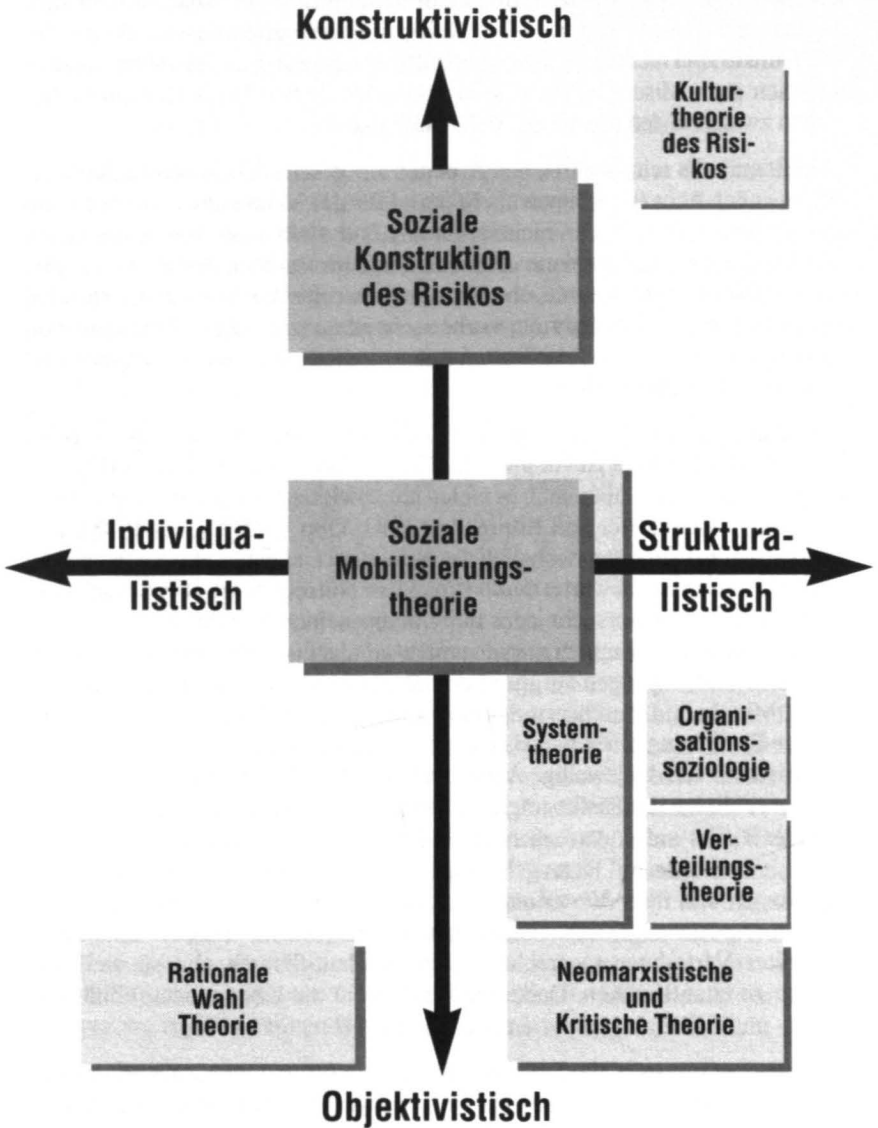 Konstruktivistisch
Kultur-
theorie
des Risi-
kos
Soziale
Konstruktion
des Risikos
Individua-
listisch
Soziale
Mobilisierungs-
theorie
Struktura-
listisch
System-
theorie
Organi-
sations-
soziologie
Ver-
teilungs-
theorie
Rationale
Wahl
Theorie
Neomarxistische
und
Kritische Theorie
Objektivistisch